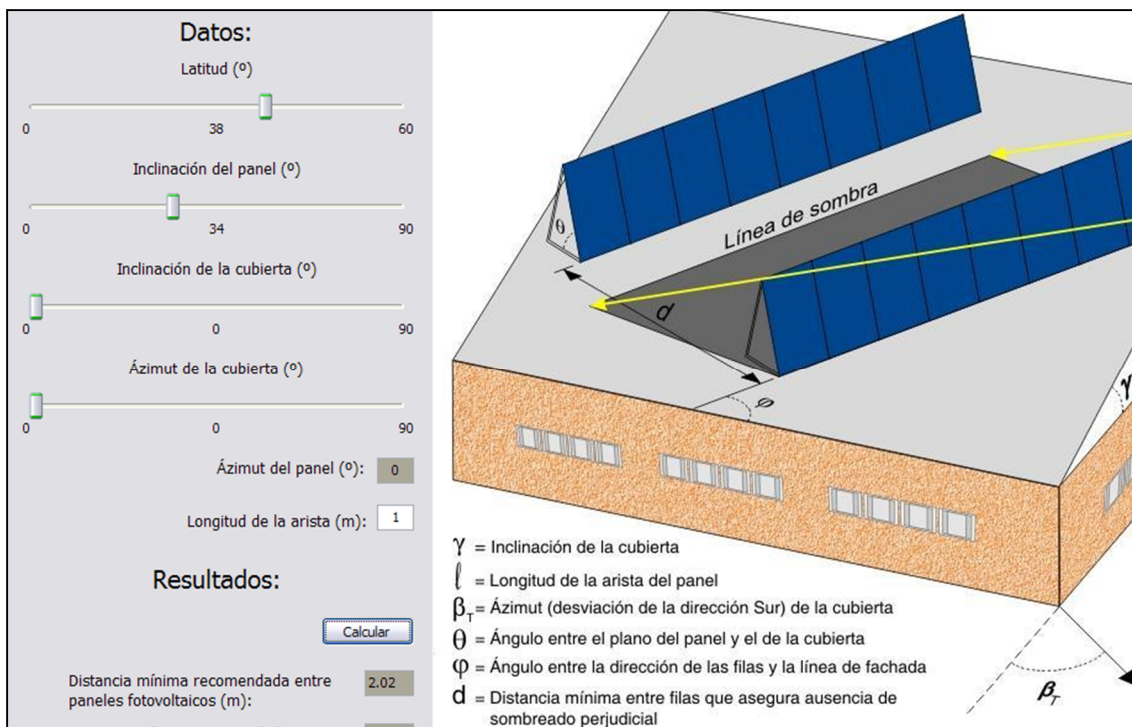 Datos:
Latitud (º)
0 38 60
Inclinación del panel (º)
0 34 90
Inclinación de la cubierta (º)
0 0 90
Ázimut de la cubierta (º)
0 0 90
Ázimut del panel (º): 0
Longitud de la arista (m): 1
Resultados:
Calcular
Distancia mínima recomendada entre
paneles fotovoltaicos (m): 2.02
θ
Línea de sombra
d
φ
γ
γ = Inclinación de la cubierta
ℓ = Longitud de la arista del panel
β_T = Ázimut (desviación de la dirección Sur) de la cubierta
θ = Ángulo entre el plano del panel y el de la cubierta
φ = Ángulo entre la dirección de las filas y la línea de fachada
d = Distancia mínima entre filas que asegura ausencia de
sombreado perjudicial
β_T